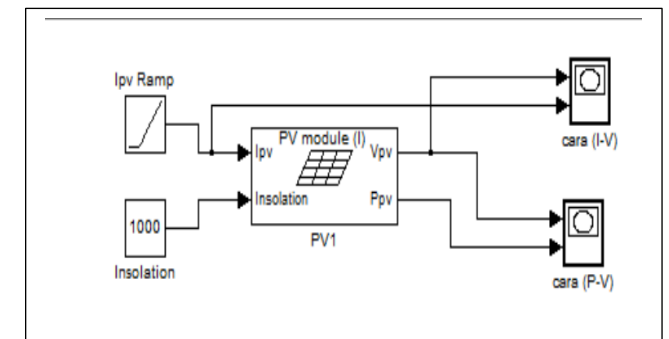 Ipv Ramp
PV module (I)
Ipv
Vpv
Insolation
Ppv
PV1
1000
Insolation
cara (I-V)
cara (P-V)